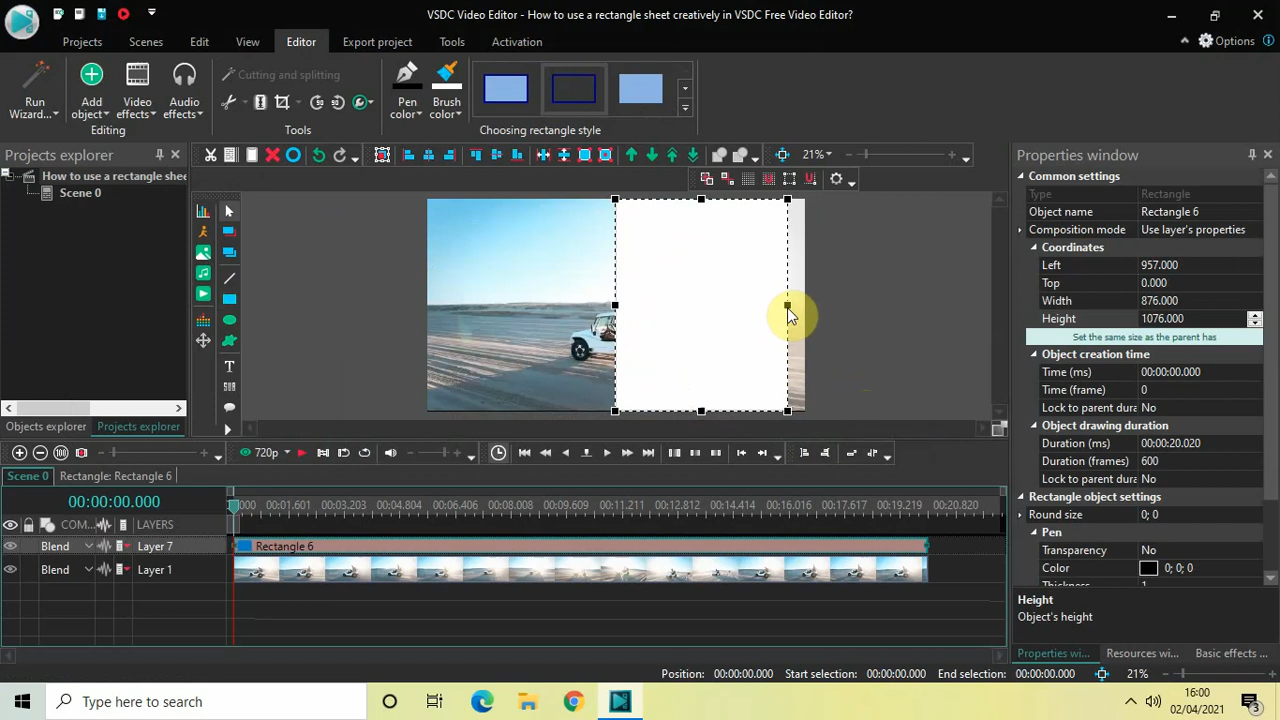 VSDC Video Editor - How to use a rectangle sheet creatively in VSDC Free Video Editor?
Projects
Scenes
Edit
View
Editor
Export project
Tools
Activation
Options
Run
Wizard...
Add
object
Video
effects
Audio
effects
Editing
Cutting and splitting
Tools
Pen
color
Brush
color
Choosing rectangle style
Projects explorer
How to use a rectangle shee
Scene 0
21%
Objects explorer
Projects explorer
Properties window
Common settings
Type Rectangle
Object name Rectangle 6
Composition mode Use layer's properties
Coordinates
Left 957.000
Top 0.000
Width 876.000
Height 1076.000
Set the same size as the parent has
Object creation time
Time (ms) 00:00:00.000
Time (frame) 0
Lock to parent dura No
Object drawing duration
Duration (ms) 00:00:20.020
Duration (frames) 600
Lock to parent dura No
Rectangle object settings
Round size 0; 0
Pen
Transparency No
Color 0; 0; 0
Thickness 1
Height
Object's height
Properties wi...
Resources wi...
Basic effects ...
720p
Scene 0
Rectangle: Rectangle 6
00:00:00.000
000 00:01.601 00:03.203 00:04.804 00:06.406 00:08.007 00:09.609 00:11.211 00:12.812 00:14.414 00:16.016 00:17.617 00:19.219 00:20.820
COM... LAYERS
Blend Layer 7
Rectangle 6
Blend Layer 1
Position: 00:00:00.000 Start selection: 00:00:00.000 End selection: 00:00:00.000 21%
Type here to search
16:00
02/04/2021
3